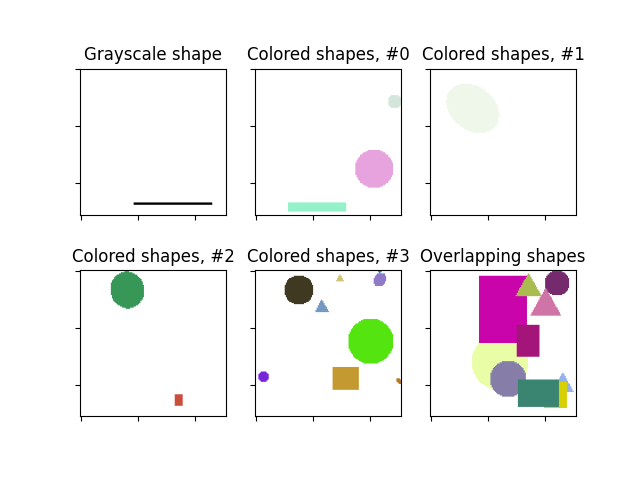 Grayscale shape
Colored shapes, #0
Colored shapes, #1
Colored shapes, #2
Colored shapes, #3
Overlapping shapes